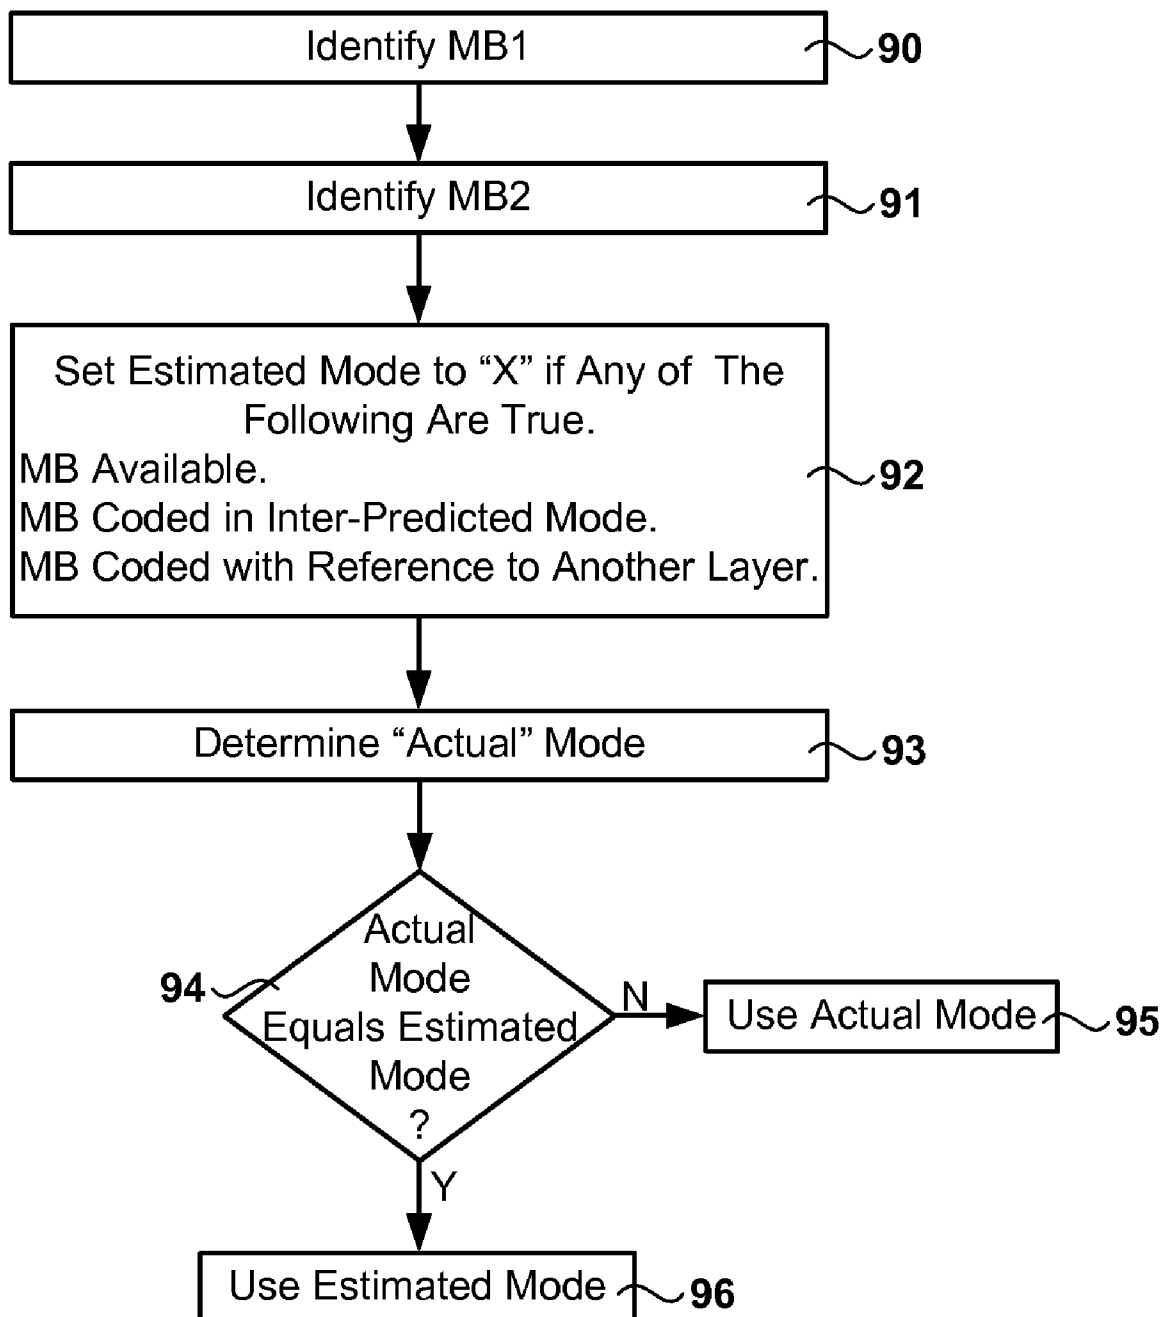 Identify MB1
90
Identify MB2
91
Set Estimated Mode to “X” if Any of The
Following Are True.
MB Available.
MB Coded in Inter-Predicted Mode.
MB Coded with Reference to Another Layer.
92
Determine “Actual” Mode
93
Actual
Mode
Equals Estimated
Mode
?
94
N
Use Actual Mode
95
Y
Use Estimated Mode
96